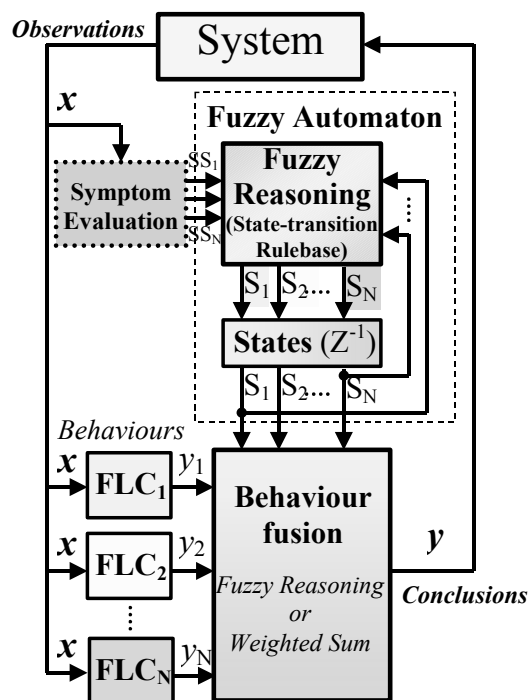 Observations
System
x
Fuzzy Automaton
Symptom
Evaluation
SS1
SSN
Fuzzy
Reasoning
(State-transition
Rulebase)
S1 S2... SN
States (Z-1)
S1 S2... SN
Behaviours
x FLC1 y1
x FLC2 y2
x FLCN yN
Behaviour
fusion
Fuzzy Reasoning
or
Weighted Sum
y
Conclusions